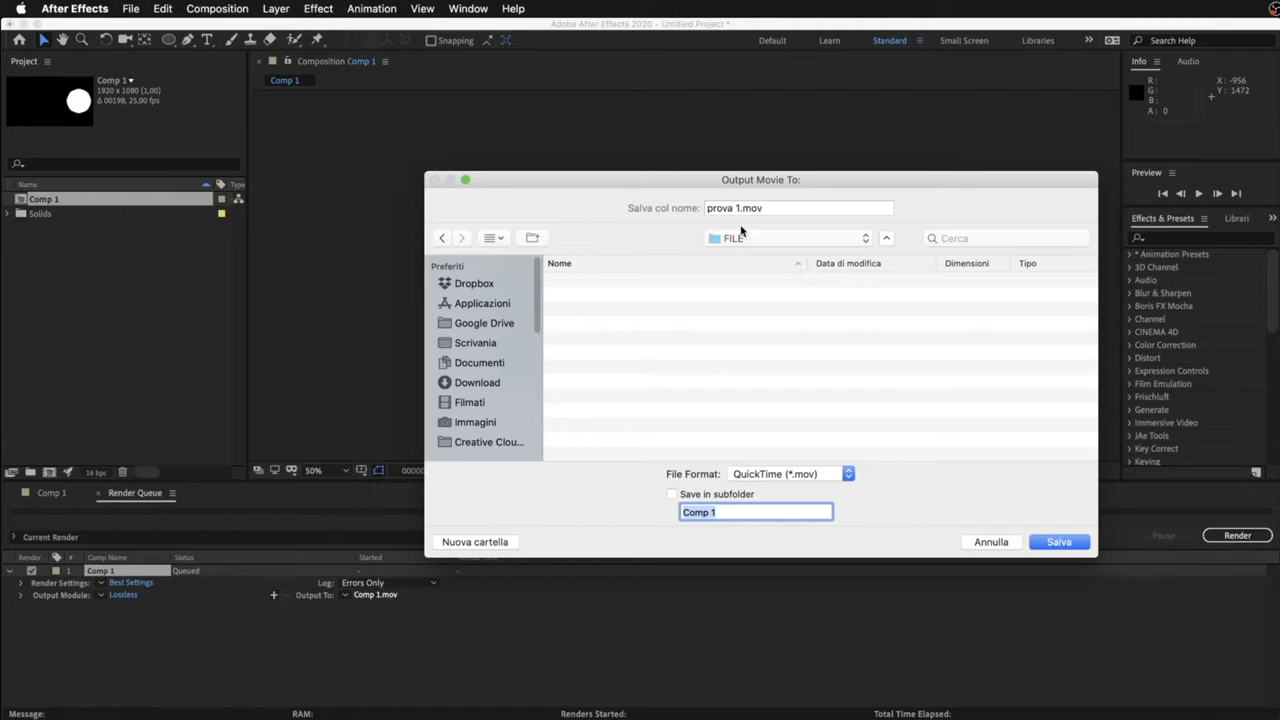 After Effects File Edit Composition Layer Effect Animation View Window Help
Adobe After Effects 2020 - Untitled Project *
Snapping Default Learn Standard Small Screen Libraries Search Help
Project Composition Comp 1 Info Audio
Comp 1
1920 x 1080 (1,00)
Δ 00198, 25,00 fps
Comp 1
R :
G :
B :
A : 0
X : -956
Y : 1472
Output Movie To:
Preview
Name Type
Comp 1
Solids
Salva col nome: prova 1.mov
FILE
Cerca
Effects & Presets Librari
Preferiti
Dropbox
Applicazioni
Google Drive
Scrivania
Documenti
Download
Filmati
Immagini
Creative Clou...
Nome Data di modifica Dimensioni Tipo
* Animation Presets
3D Channel
Audio
Blur & Sharpen
Boris FX Mocha
Channel
CINEMA 4D
Color Correction
Distort
Expression Controls
Film Emulation
Frischluft
Generate
Immersive Video
JAe Tools
Key Correct
Keying
16 bpc
50%
File Format: QuickTime (*.mov)
Save in subfolder
Comp 1
Nuova cartella Annulla Salva
Comp 1 Render Queue
Current Render
Pause Render
Render # Comp Name Status Started
1 Comp 1 Queued -
Render Settings: Best Settings Log: Errors Only
Output Module: Lossless Output To: Comp 1.mov
Message: RAM: Renders Started: Total Time Elapsed: